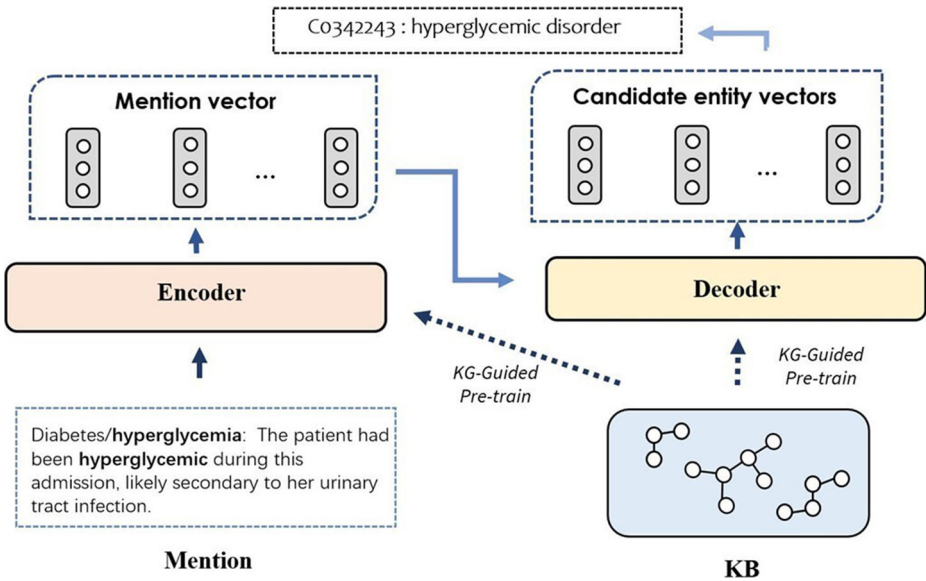 C0342243 : hyperglycemic disorder
Mention vector
...
Candidate entity vectors
...
Encoder
Decoder
KG-Guided
Pre-train
KG-Guided
Pre-train
Diabetes/hyperglycemia: The patient had
been hyperglycemic during this
admission, likely secondary to her urinary
tract infection.
Mention
KB